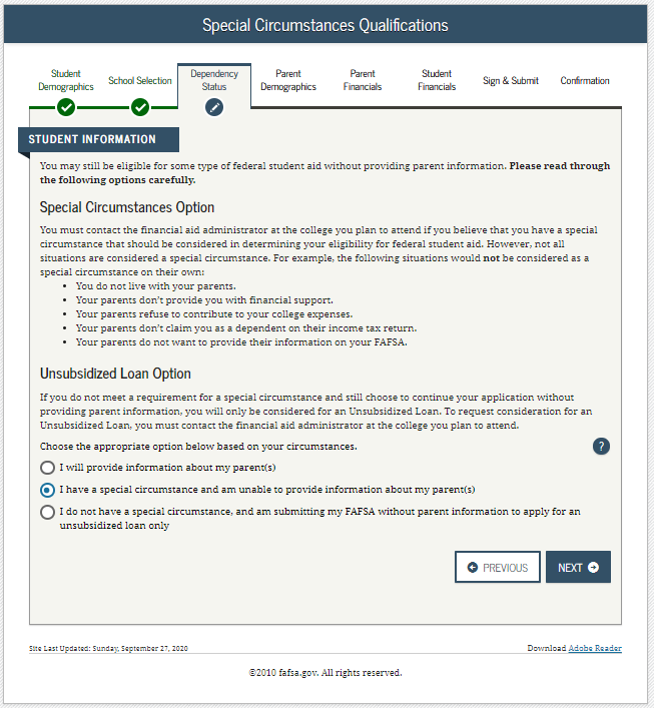 Special Circumstances Qualifications
Student Demographics
School Selection
Dependency Status
Parent Demographics
Parent Financials
Student Financials
Sign & Submit
Confirmation
STUDENT INFORMATION
You may still be eligible for some type of federal student aid without providing parent information. Please read through
the following options carefully.
Special Circumstances Option
You must contact the financial aid administrator at the college you plan to attend if you believe that you have a special
circumstance that should be considered in determining your eligibility for federal student aid. However, not all
situations are considered a special circumstance. For example, the following situations would not be considered as a
special circumstance on their own:
• You do not live with your parents.
• Your parents don't provide you with financial support.
• Your parents refuse to contribute to your college expenses.
• Your parents don't claim you as a dependent on their income tax return.
• Your parents do not want to provide their information on your FAFSA.
Unsubsidized Loan Option
If you do not meet a requirement for a special circumstance and still choose to continue your application without
providing parent information, you will only be considered for an Unsubsidized Loan. To request consideration for an
Unsubsidized Loan, you must contact the financial aid administrator at the college you plan to attend.
Choose the appropriate option below based on your circumstances.
?
I will provide information about my parent(s)
I have a special circumstance and am unable to provide information about my parent(s)
I do not have a special circumstance, and am submitting my FAFSA without parent information to apply for an
unsubsidized loan only
PREVIOUS
NEXT
Site Last Updated: Sunday, September 27, 2020
Download Adobe Reader
©2010 fafsa.gov. All rights reserved.